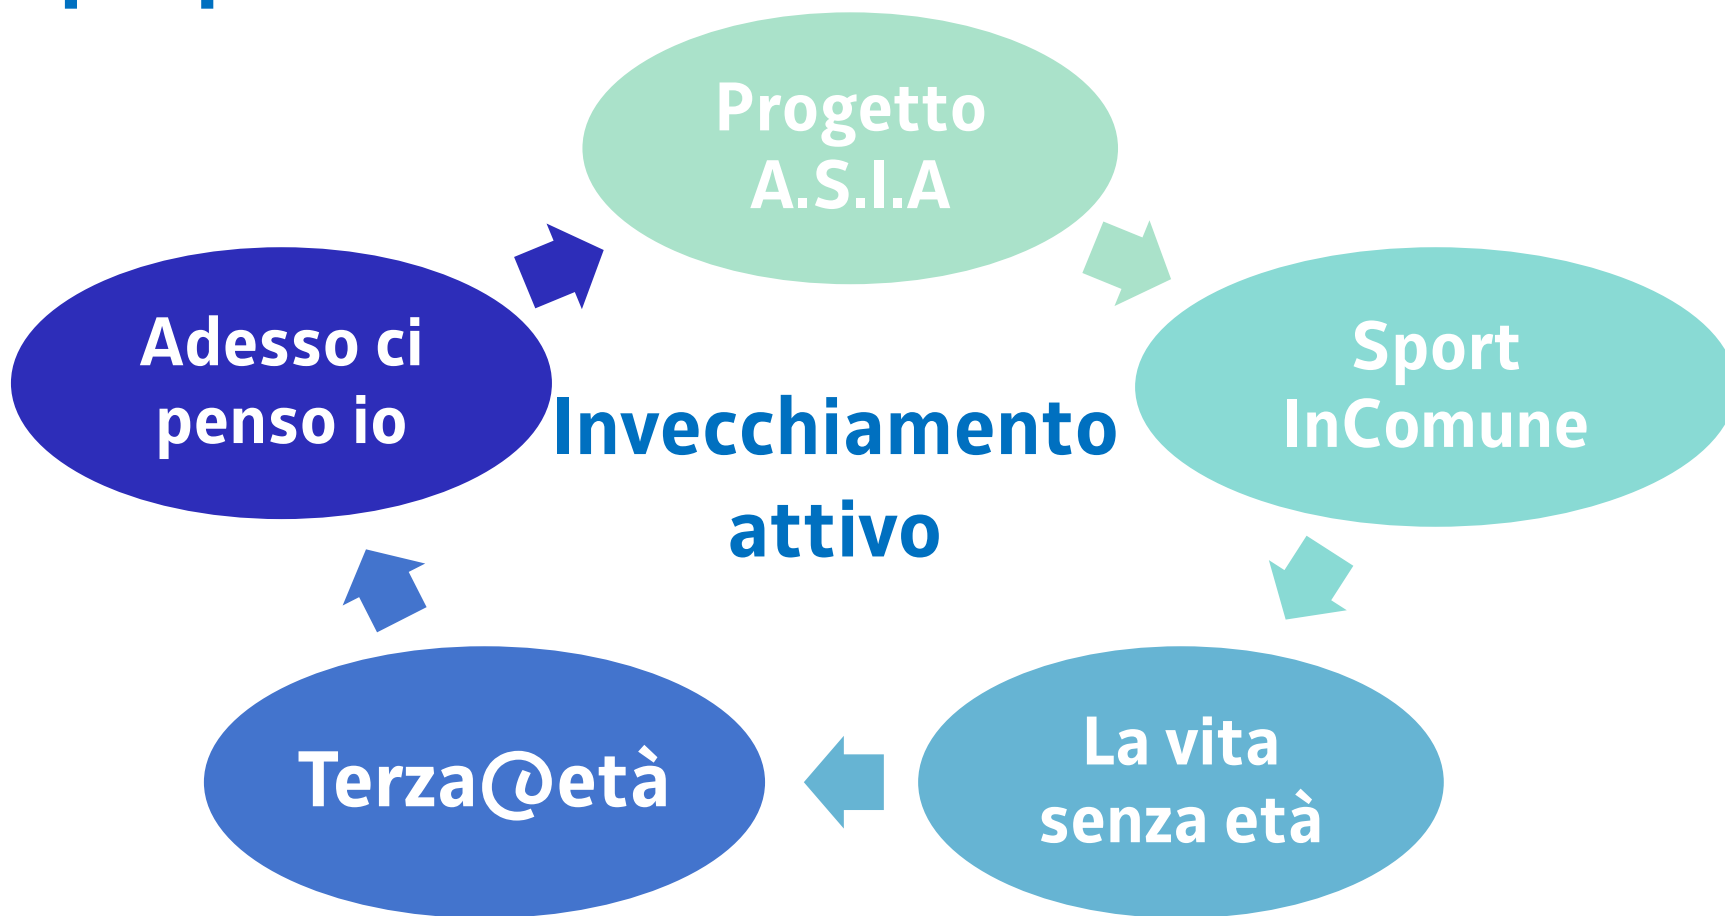 Progetto
A.S.I.A
Sport
InComune
La vita
senza età
Terza@età
Adesso ci
penso io
Invecchiamento
attivo